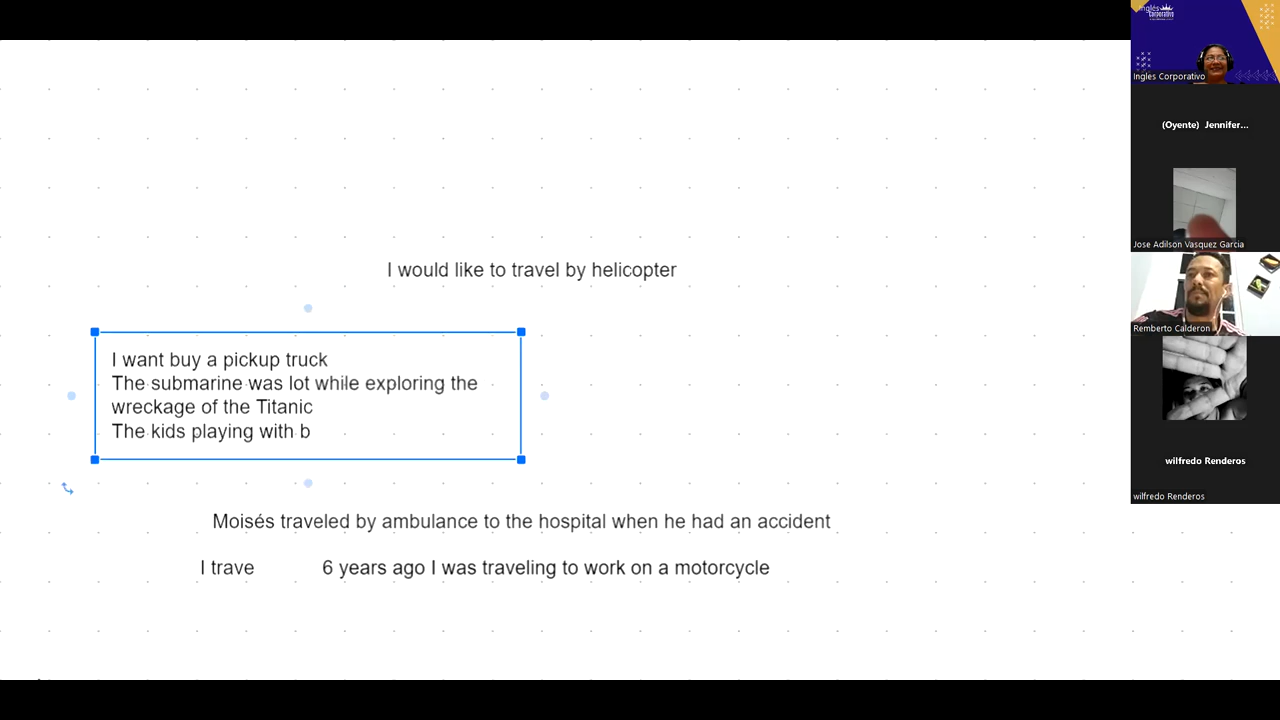 I would like to travel by helicopter
I want buy a pickup truck
The submarine was lot while exploring the
wreckage of the Titanic
The kids playing with b
Moisés traveled by ambulance to the hospital when he had an accident
I trave
6 years ago I was traveling to work on a motorcycle
Inglés
corporativo
Ingles Corporativo
(Oyente) Jennifer...
Jose Adilson Vasquez Garcia
Remberto Calderon
wilfredo Renderos
wilfredo Renderos